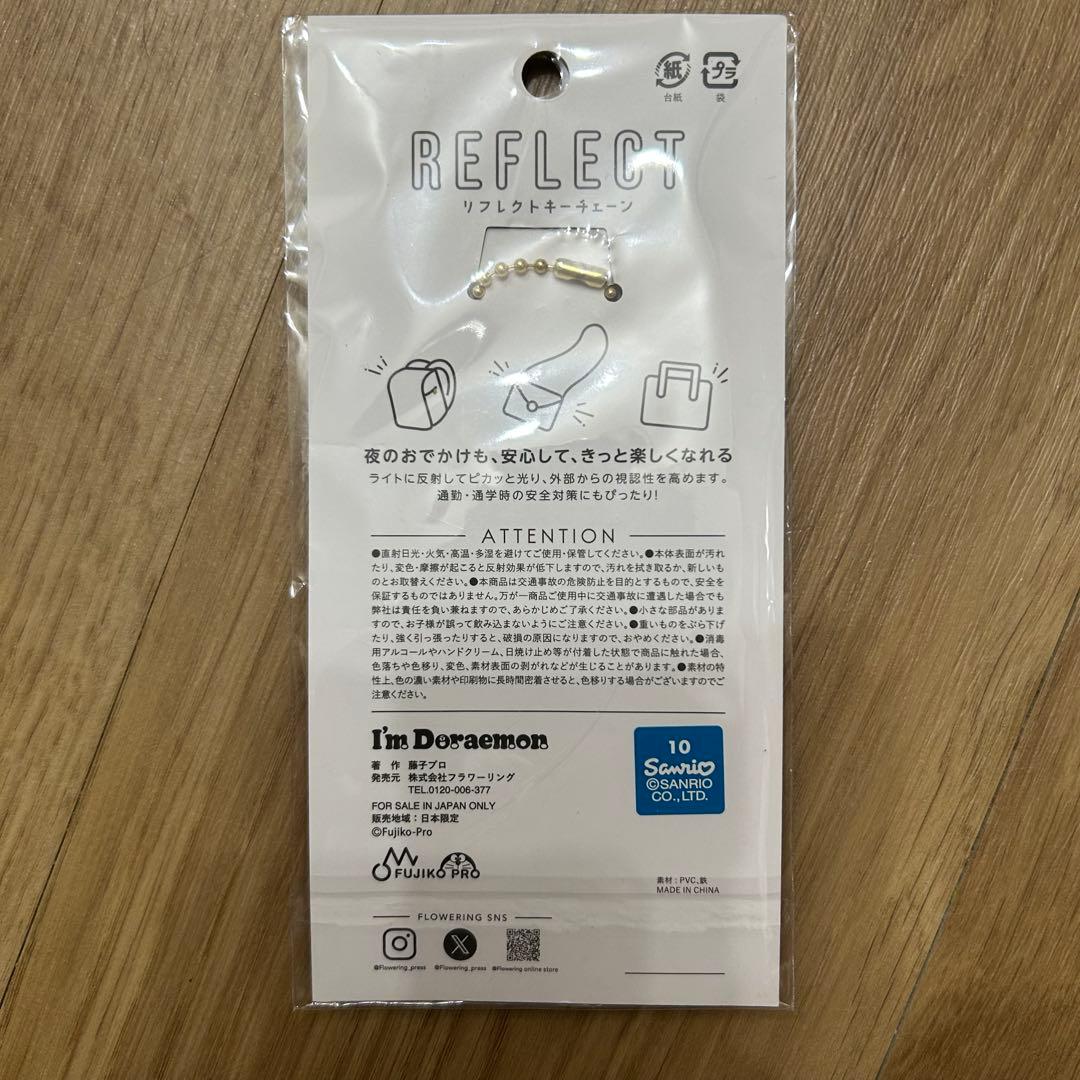 紙
プラ
台紙
袋
REFLECT
リフレクトキーチェーン
夜のおでかけも、安心して、きっと楽しくなれる
ライトに反射してピカッと光り、外部からの視認性を高めます。
通勤・通学時の安全対策にもぴったり!
ATTENTION
●直射日光・火気・高温・多湿を避けてご使用・保管してください。●本体表面が汚れ
たり、変色・摩擦が起こると反射効果が低下しますので、汚れを拭き取るか、新しいも
のとお取替えください。●本商品は交通事故の危険防止を目的とするもので、安全を
保証するものではありません。万が一商品ご使用中に交通事故に遭遇した場合でも
弊社は責任を負い兼ねますので、あらかじめご了承ください。●小さな部品がありま
すので、お子様が誤って飲み込まないようにご注意ください。●重いものをぶら下げ
たり、強く引っ張ったりすると、破損の原因になりますので、おやめください。●消毒
用アルコールやハンドクリーム、日焼け止め等が付着した状態で商品に触れた場合、
色落ちや色移り、変色、素材表面の剥がれなどが生じることがあります。●素材の特
性上、色の濃い素材や印刷物に長時間密着させると、色移りする場合がございますのでご
注意ください。
I'm Doraemon
著 作 藤子プロ
発売元 株式会社フラワーリング
TEL.0120-006-377
FOR SALE IN JAPAN ONLY
販売地域:日本限定
©Fujiko-Pro
FUJIKO PRO
10
Sanrio
©SANRIO
CO., LTD.
素材:PVC、鉄
MADE IN CHINA
FLOWERING SNS
@Flowering_press
@Flowering_press
@Flowering online store